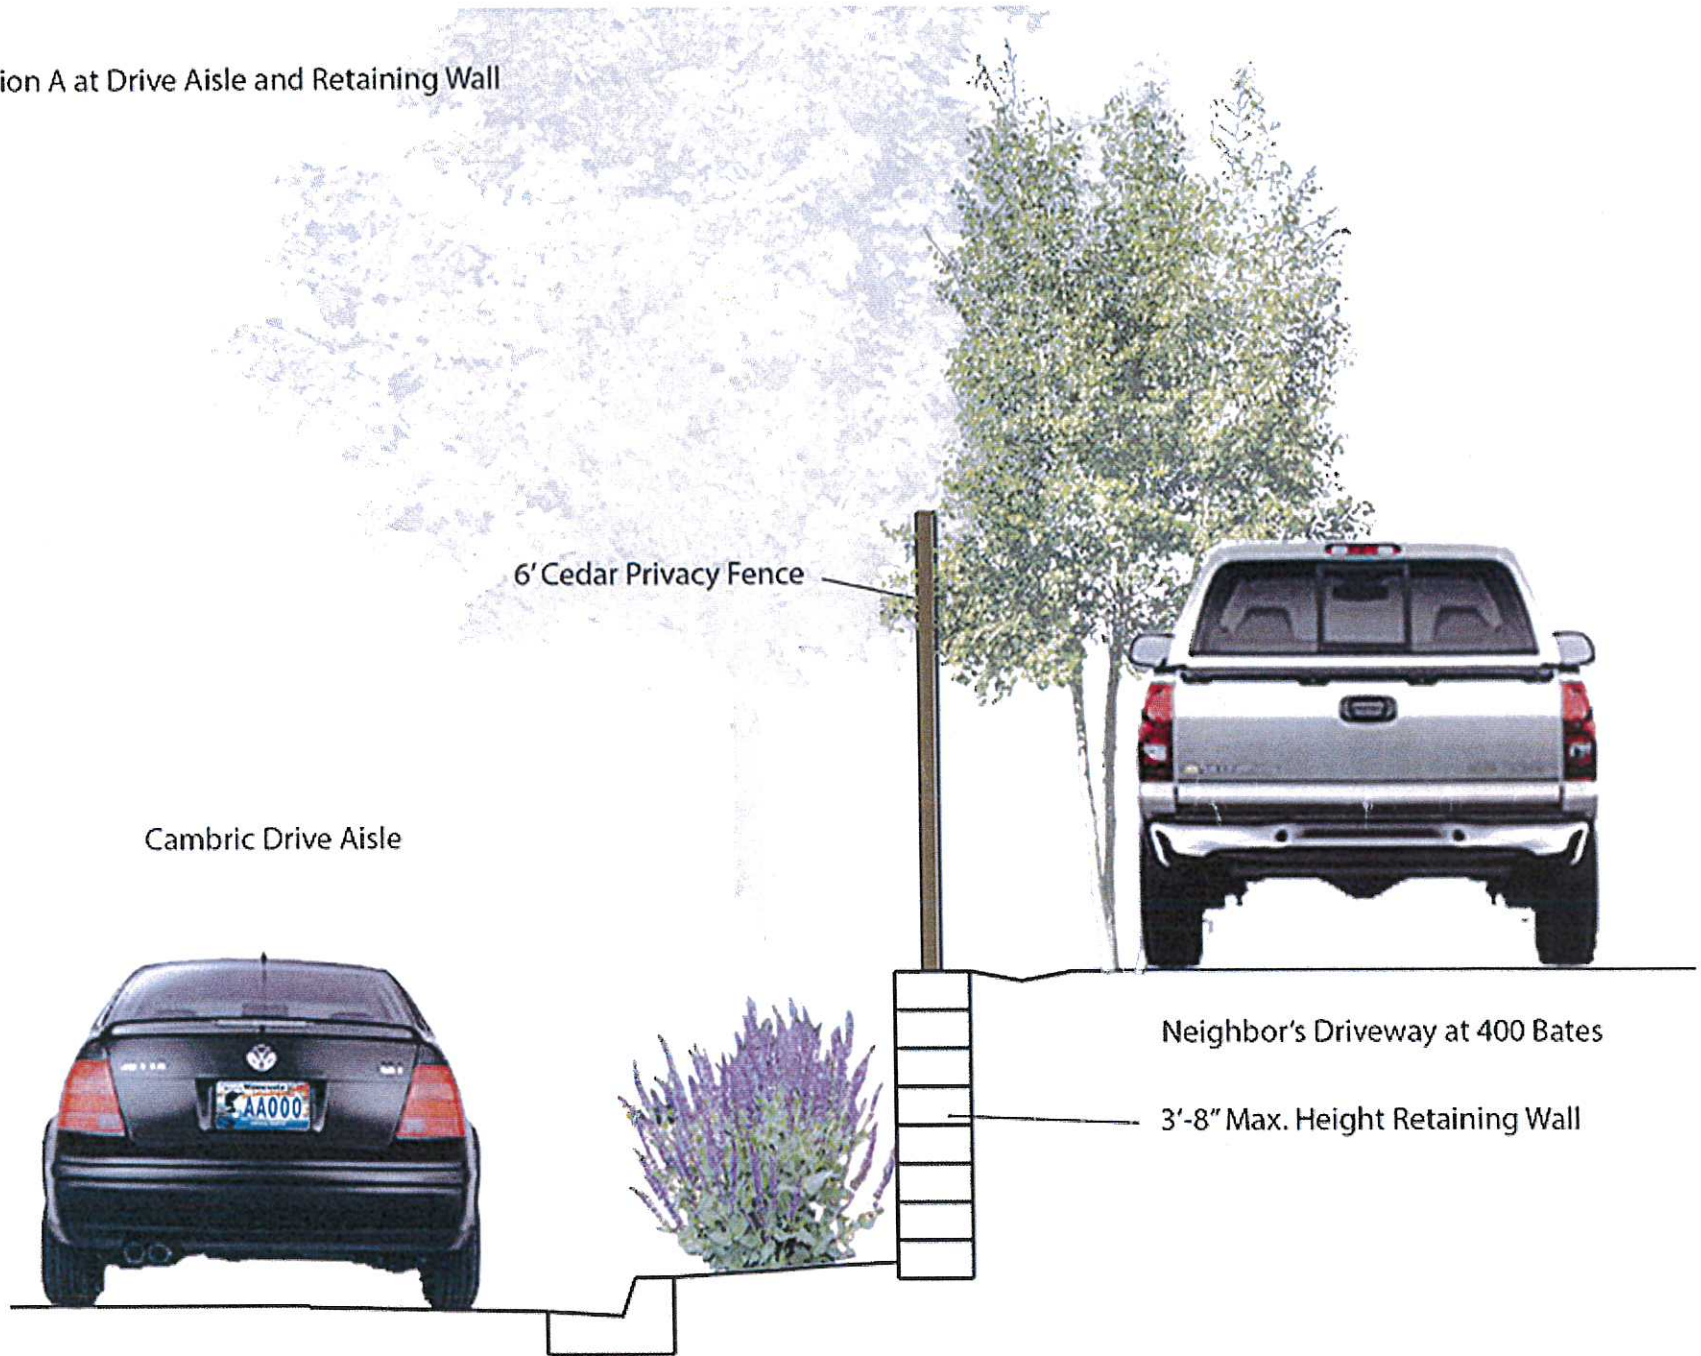 ion A at Drive Aisle and Retaining Wall
6' Cedar Privacy Fence
Cambric Drive Aisle
AA000
Neighbor's Driveway at 400 Bates
3'-8" Max. Height Retaining Wall